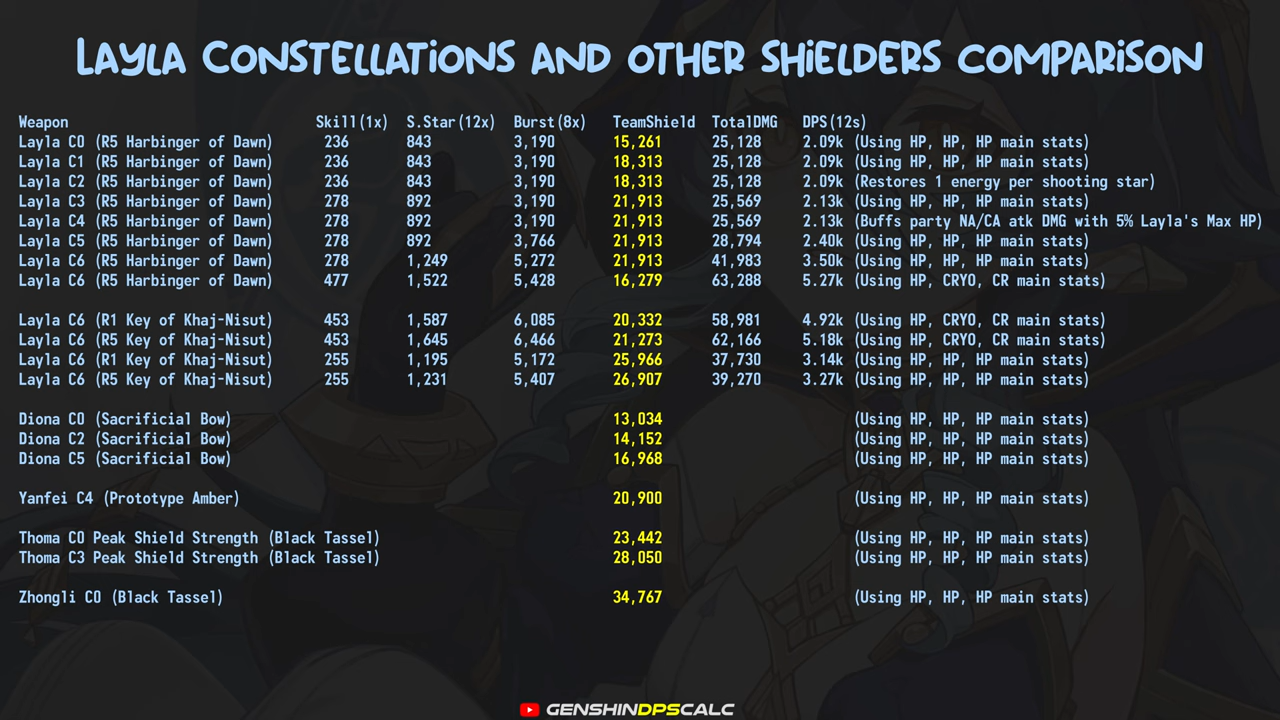 LAYLA CONSTELLATIONS AND OTHER SHIELDERS COMPARISON
Weapon Skill(1x) S.Star(12x) Burst(8x) TeamShield TotalDMG DPS(12s)
Layla C0 (R5 Harbinger of Dawn) 236 843 3,190 15,261 25,128 2.09k (Using HP, HP, HP main stats)
Layla C1 (R5 Harbinger of Dawn) 236 843 3,190 18,313 25,128 2.09k (Using HP, HP, HP main stats)
Layla C2 (R5 Harbinger of Dawn) 236 843 3,190 18,313 25,128 2.09k (Restores 1 energy per shooting star)
Layla C3 (R5 Harbinger of Dawn) 278 892 3,190 21,913 25,569 2.13k (Using HP, HP, HP main stats)
Layla C4 (R5 Harbinger of Dawn) 278 892 3,190 21,913 25,569 2.13k (Buffs party NA/CA atk DMG with 5% Layla's Max HP)
Layla C5 (R5 Harbinger of Dawn) 278 892 3,766 21,913 28,794 2.40k (Using HP, HP, HP main stats)
Layla C6 (R5 Harbinger of Dawn) 278 1,249 5,272 21,913 41,983 3.50k (Using HP, HP, HP main stats)
Layla C6 (R5 Harbinger of Dawn) 477 1,522 5,428 16,279 63,288 5.27k (Using HP, CRYO, CR main stats)
Layla C6 (R1 Key of Khaj-Nisut) 453 1,587 6,085 20,332 58,981 4.92k (Using HP, CRYO, CR main stats)
Layla C6 (R5 Key of Khaj-Nisut) 453 1,645 6,466 21,273 62,166 5.18k (Using HP, CRYO, CR main stats)
Layla C6 (R1 Key of Khaj-Nisut) 255 1,195 5,172 25,966 37,730 3.14k (Using HP, HP, HP main stats)
Layla C6 (R5 Key of Khaj-Nisut) 255 1,231 5,407 26,907 39,270 3.27k (Using HP, HP, HP main stats)
Diona C0 (Sacrificial Bow) 13,034 (Using HP, HP, HP main stats)
Diona C2 (Sacrificial Bow) 14,152 (Using HP, HP, HP main stats)
Diona C5 (Sacrificial Bow) 16,968 (Using HP, HP, HP main stats)
Yanfei C4 (Prototype Amber) 20,900 (Using HP, HP, HP main stats)
Thoma C0 Peak Shield Strength (Black Tassel) 23,442 (Using HP, HP, HP main stats)
Thoma C3 Peak Shield Strength (Black Tassel) 28,050 (Using HP, HP, HP main stats)
Zhongli C0 (Black Tassel) 34,767 (Using HP, HP, HP main stats)
GENSHINDPSCALC